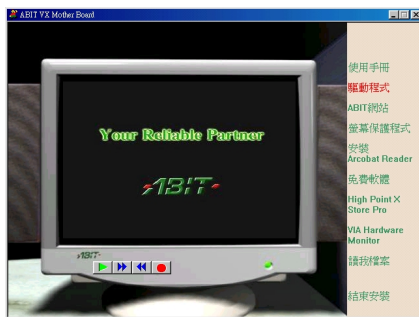 ABIT VX Mother Board
使用手冊
驅動程式
Your Reliable Partner
ABIT網站
螢幕保護程式
安裝
Arcobat Reader
ABIT
免費軟體
High Point X
Store Pro
VIA Hardware
Monitor
ABIT
讀我檔案
結束安裝